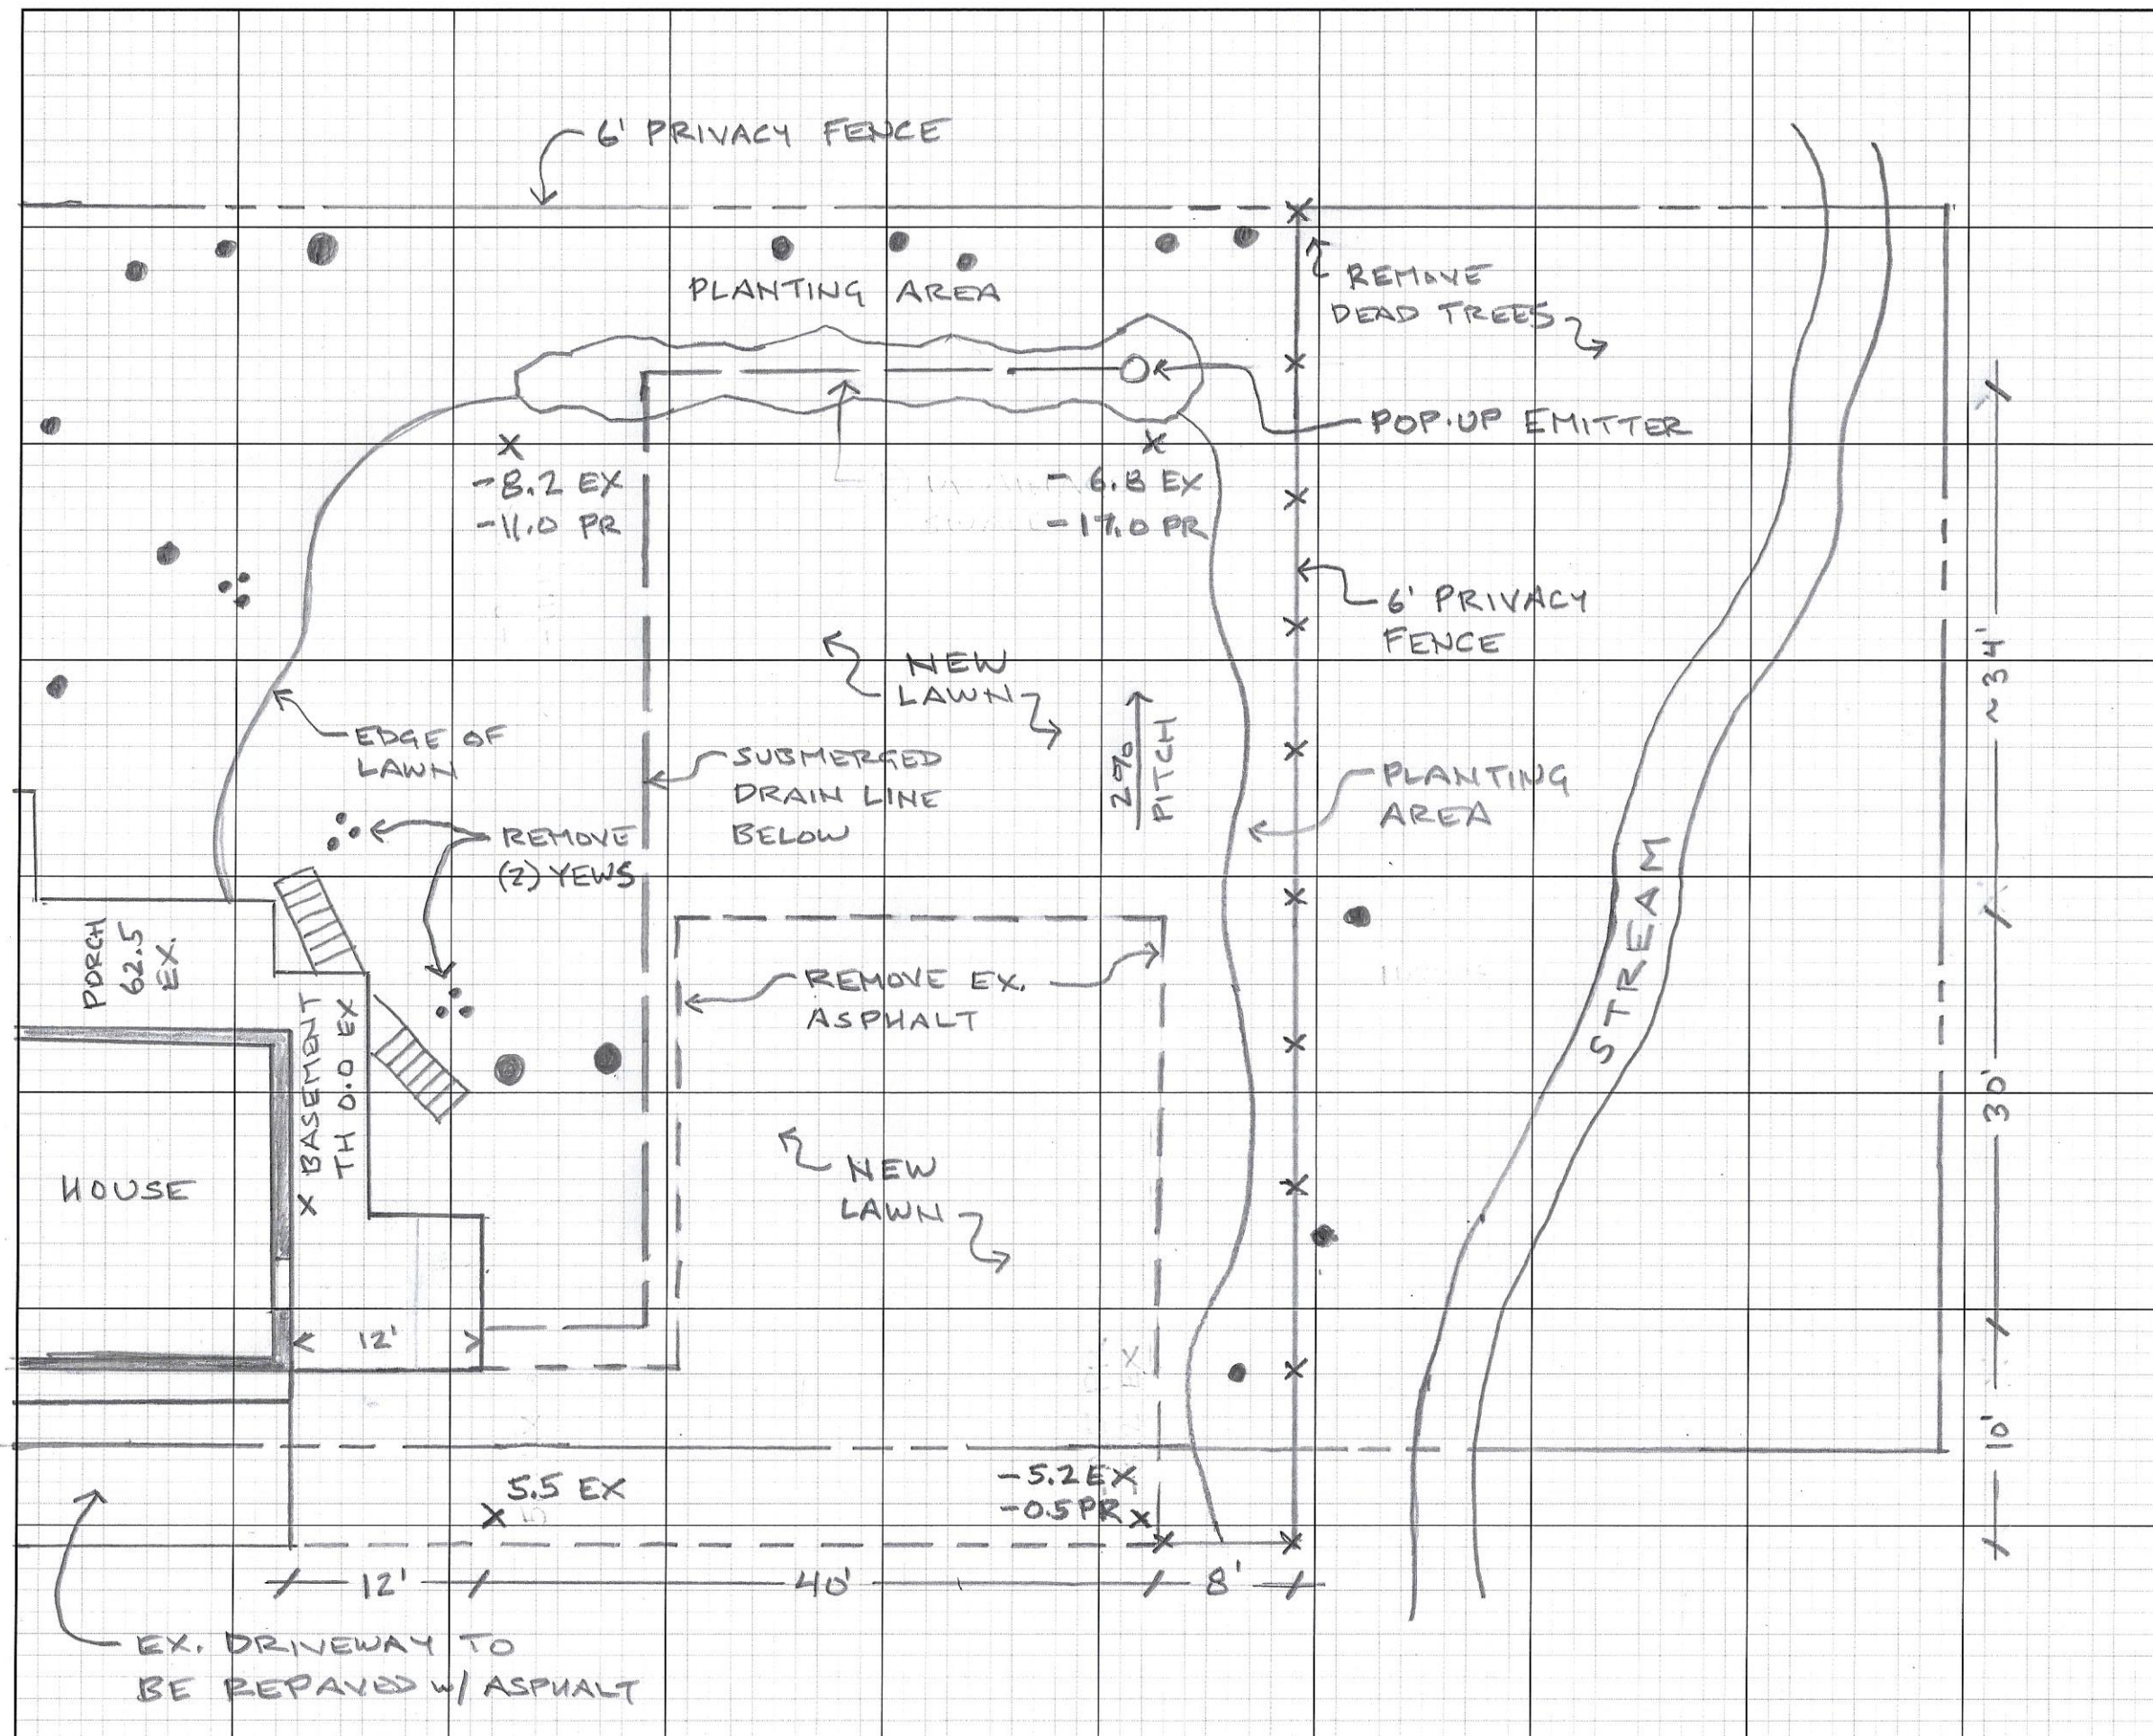 6' PRIVACY FENCE
PLANTING AREA
REMOVE
DEAD TREES
POP-UP EMITTER
-8.2 EX
-11.0 PR
-6.8 EX
-17.0 PR
6' PRIVACY
FENCE
~34'
NEW
LAWN
EDGE OF
LAWN
SUBMERGED
DRAIN LINE
BELOW
2%
PITCH
PLANTING
AREA
REMOVE
(2) YEWS
STREAM
PORCH
62.5
EX.
REMOVE EX.
ASPHALT
BASEMENT
TH 0.0 EX
30'
HOUSE
NEW
LAWN
12'
10'
5.5 EX
-5.2 EX
-0.5 PR
12'
40'
8'
EX. DRIVEWAY TO
BE REPAVED w/ ASPHALT